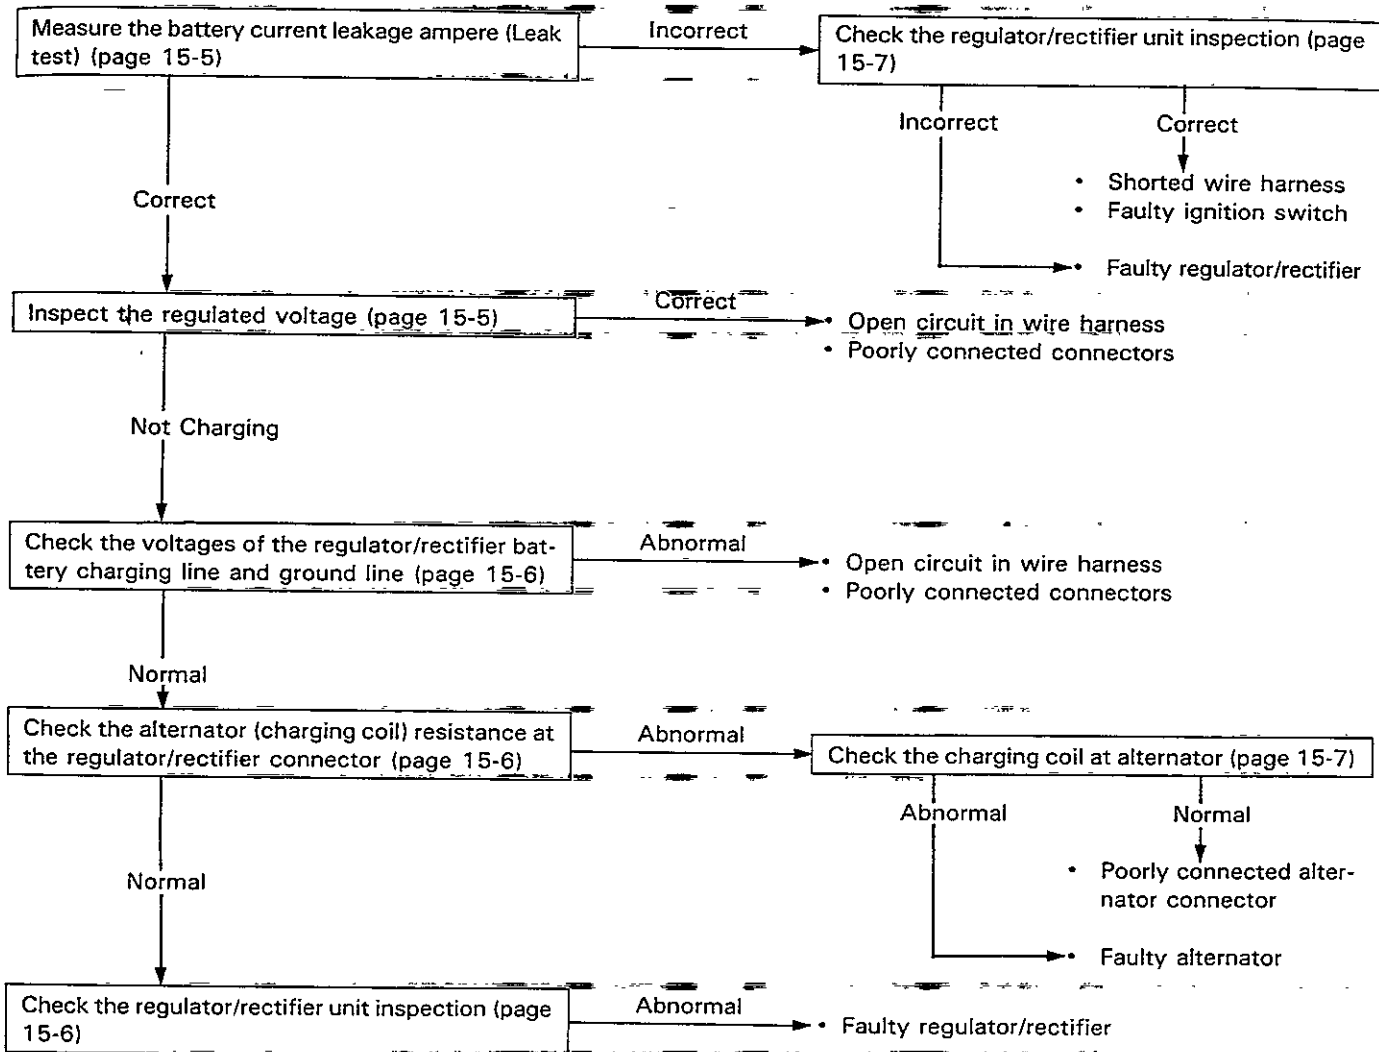 Measure the battery current leakage ampere (Leak
test) (page 15-5)
Incorrect
Check the regulator/rectifier unit inspection (page
15-7)
Incorrect
Correct
• Shorted wire harness
• Faulty ignition switch
Correct
• Faulty regulator/rectifier
Inspect the regulated voltage (page 15-5)
Correct
• Open circuit in wire harness
• Poorly connected connectors
Not Charging
Check the voltages of the regulator/rectifier bat-
tery charging line and ground line (page 15-6)
Abnormal
• Open circuit in wire harness
• Poorly connected connectors
Normal
Check the alternator (charging coil) resistance at
the regulator/rectifier connector (page 15-6)
Abnormal
Check the charging coil at alternator (page 15-7)
Abnormal
Normal
• Poorly connected alter-
nator connector
Normal
• Faulty alternator
Check the regulator/rectifier unit inspection (page
15-6)
Abnormal
• Faulty regulator/rectifier